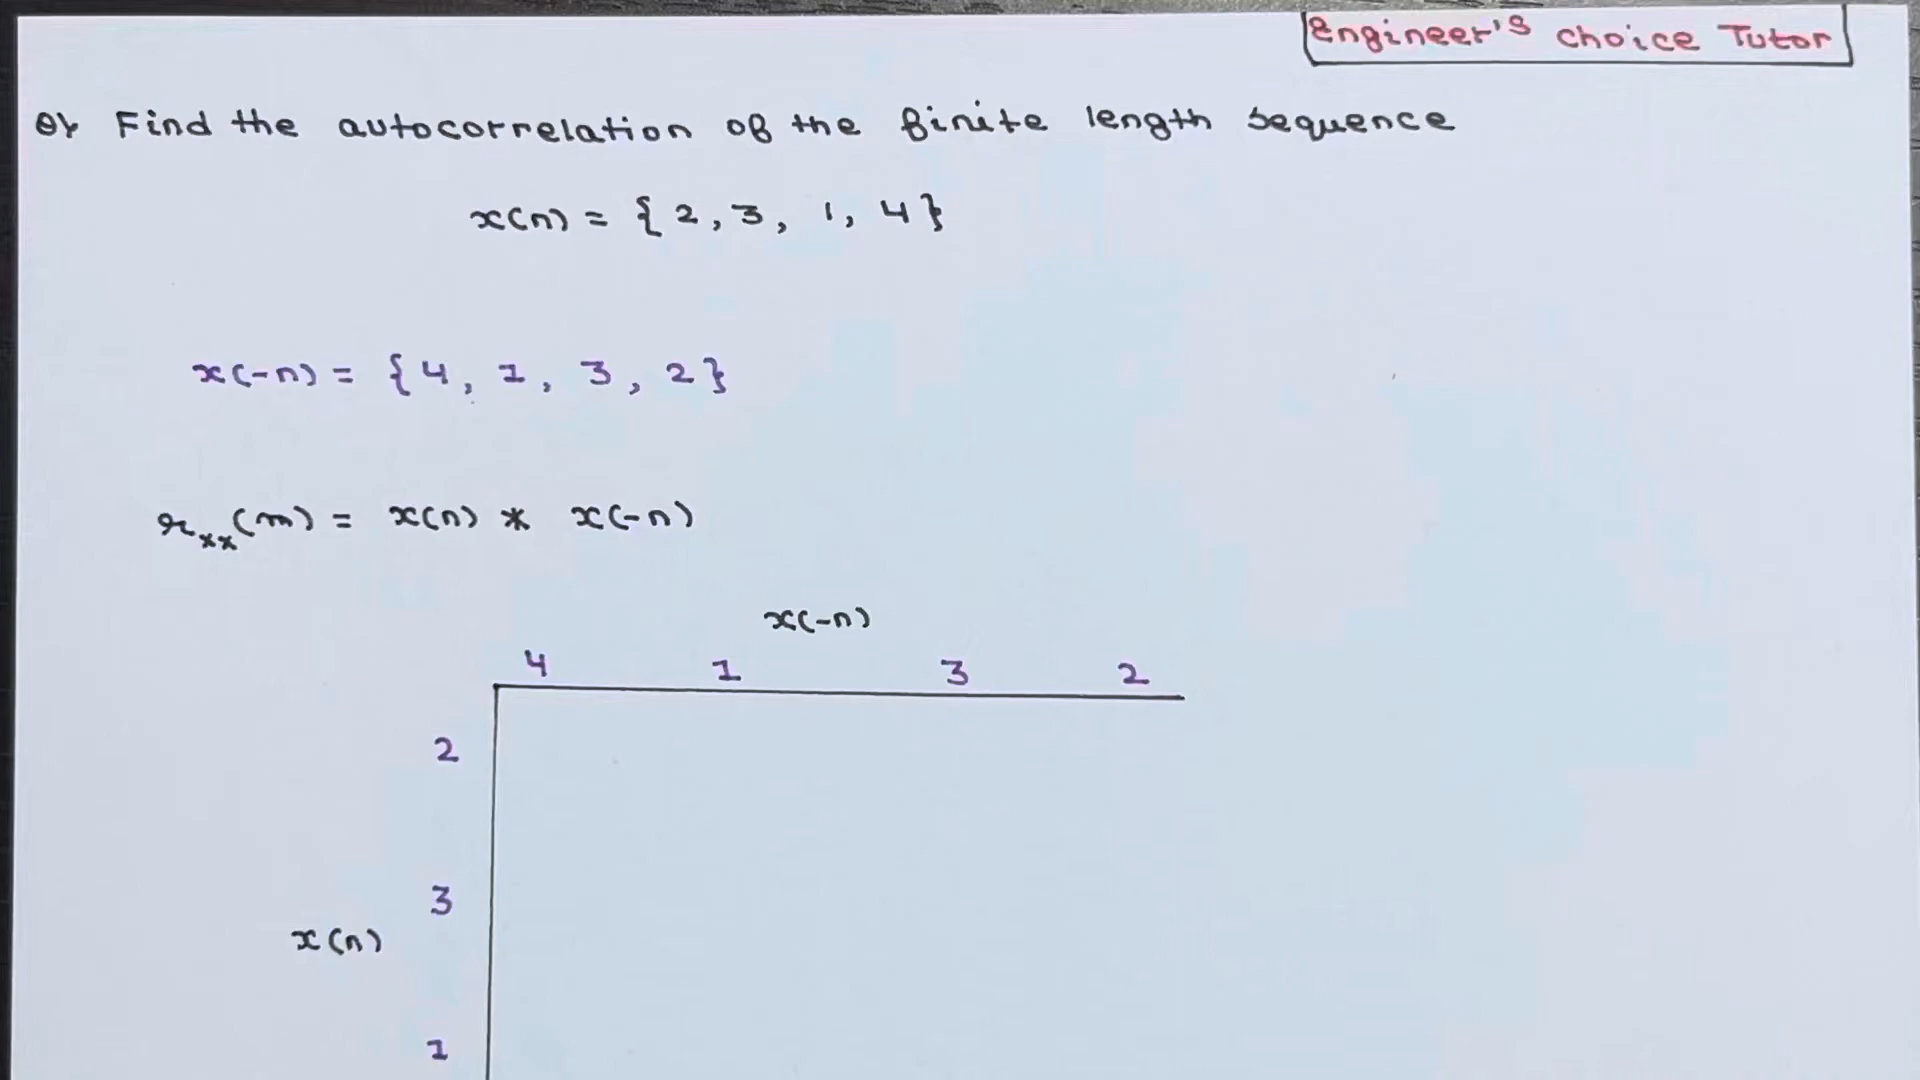 Engineer's choice Tutor
Q) Find the autocorrelation of the finite length sequence
x(n) = { 2, 3, 1, 4}
x(-n) = {4, 1, 3, 2}
r_xx(m) = x(n) * x(-n)
x(-n)
4 1 3 2
2
3
x(n)
1